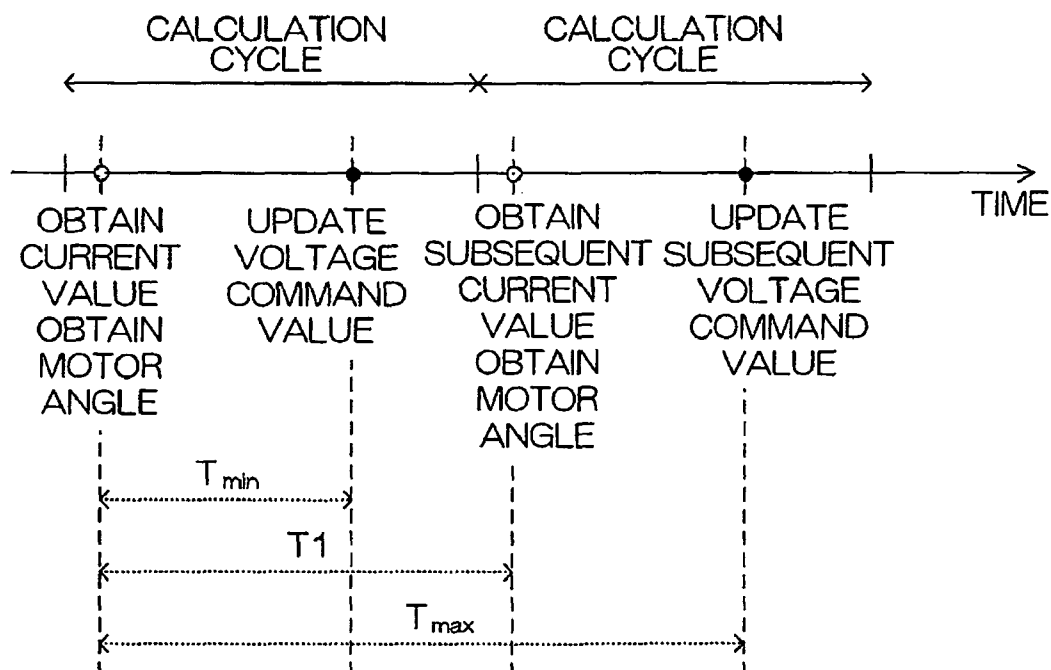 CALCULATION
CYCLE
CALCULATION
CYCLE
TIME
OBTAIN
CURRENT
VALUE
OBTAIN
MOTOR
ANGLE
UPDATE
VOLTAGE
COMMAND
VALUE
OBTAIN
SUBSEQUENT
CURRENT
VALUE
OBTAIN
MOTOR
ANGLE
UPDATE
SUBSEQUENT
VOLTAGE
COMMAND
VALUE
Tmin
T1
Tmax